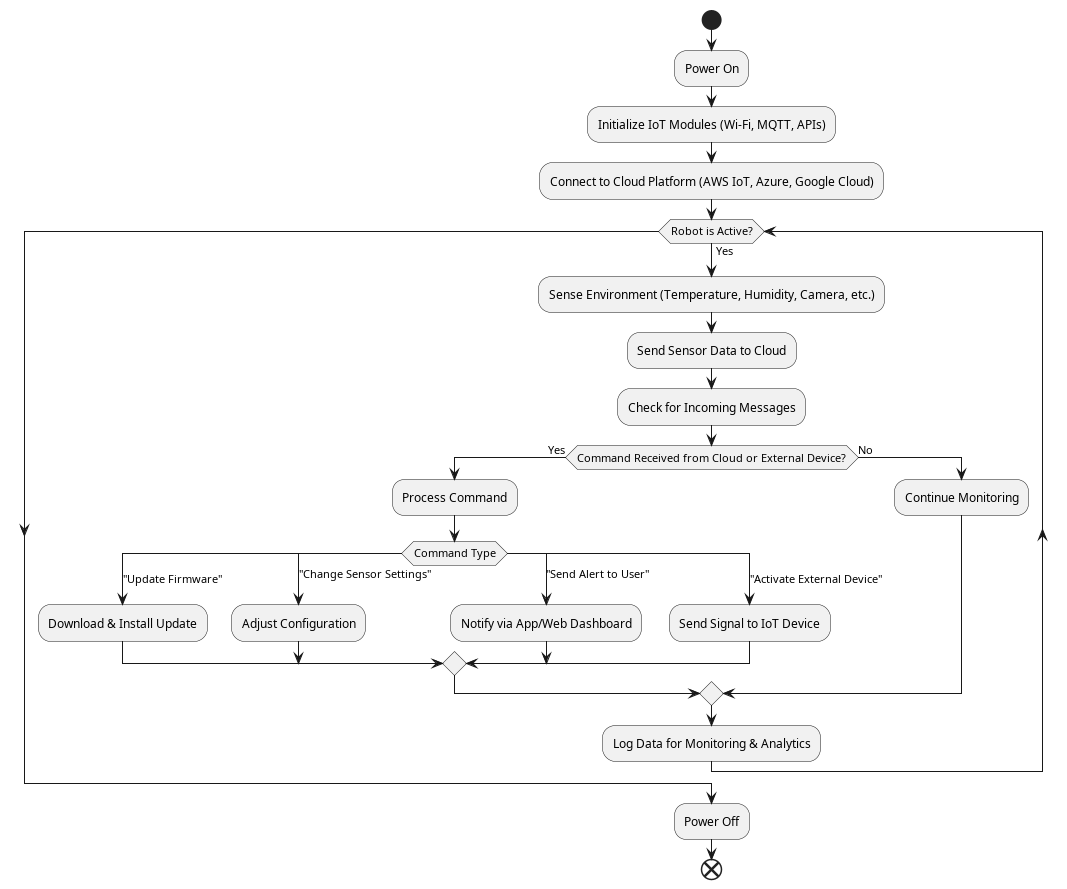 Power On
Initialize IoT Modules (Wi-Fi, MQTT, APIs)
Connect to Cloud Platform (AWS IoT, Azure, Google Cloud)
Robot is Active?
Yes
Sense Environment (Temperature, Humidity, Camera, etc.)
Send Sensor Data to Cloud
Check for Incoming Messages
Yes
Command Received from Cloud or External Device?
No
Process Command
Continue Monitoring
Command Type
"Update Firmware"
"Change Sensor Settings"
"Send Alert to User"
"Activate External Device"
Download & Install Update
Adjust Configuration
Notify via App/Web Dashboard
Send Signal to IoT Device
Log Data for Monitoring & Analytics
Power Off